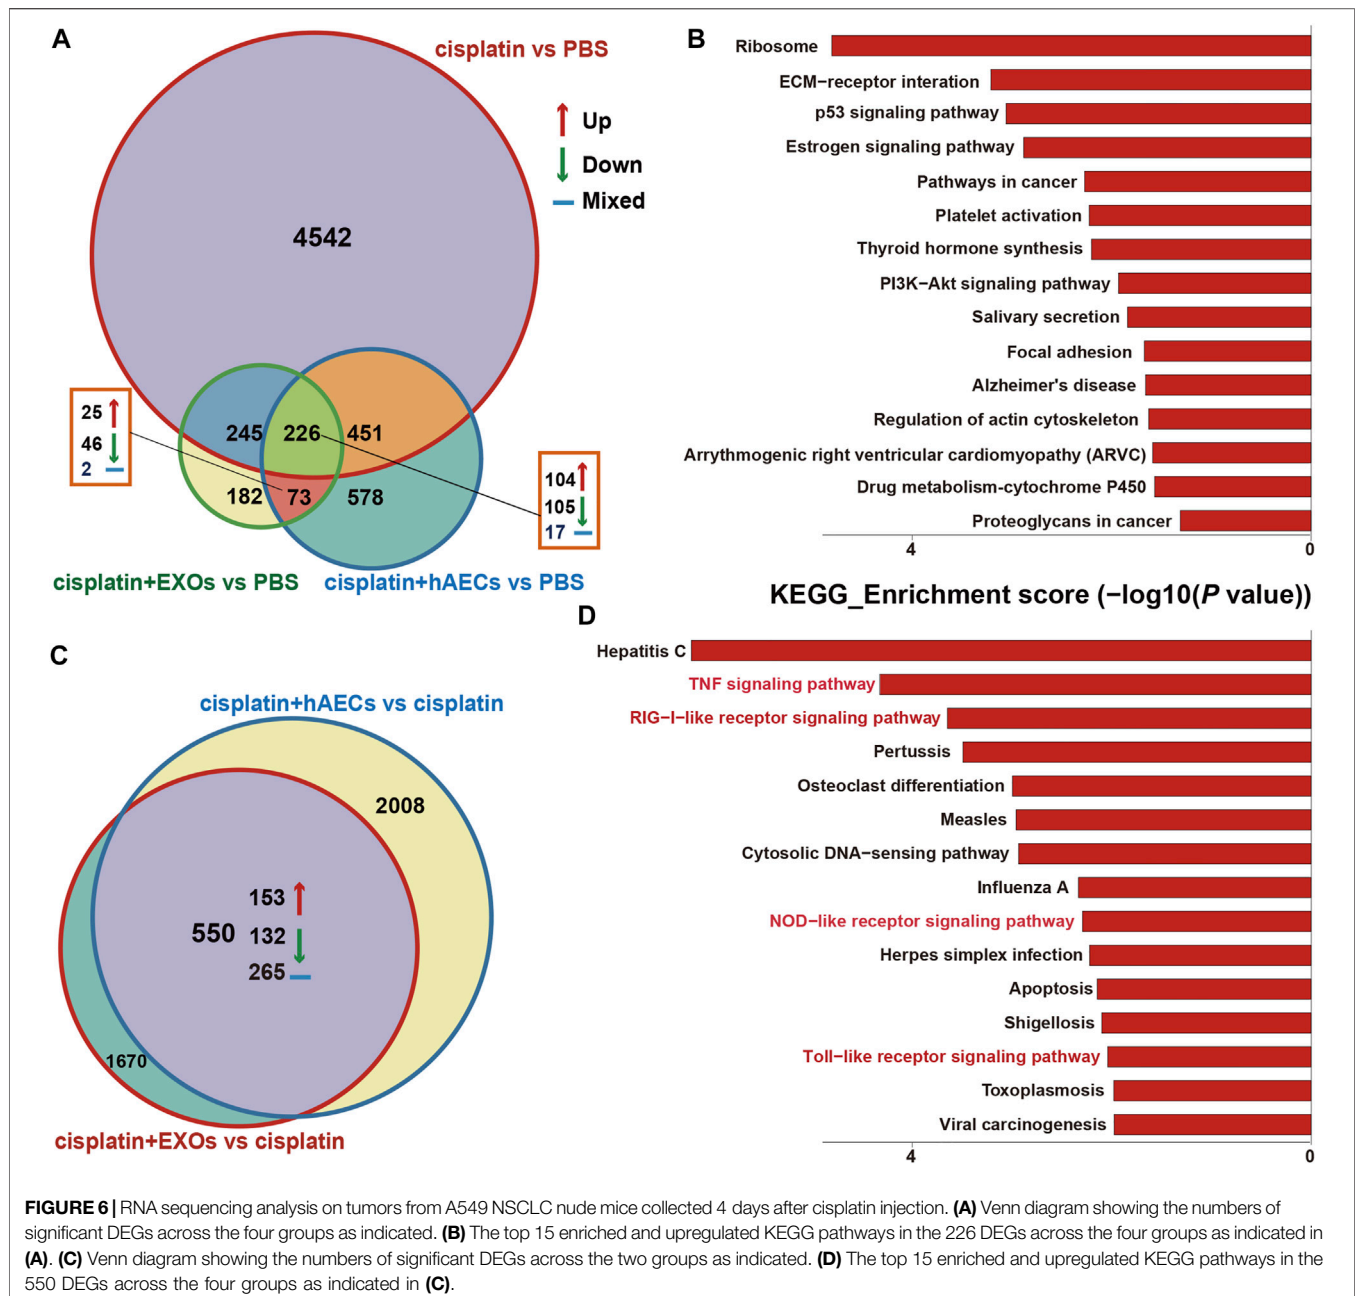 A
cisplatin vs PBS
Up
Down
Mixed
4542
245 226 451
182 73 578
25
46
2
104
105
17
cisplatin+EXOs vs PBS cisplatin+hAECs vs PBS
B
Ribosome
ECM−receptor interation
p53 signaling pathway
Estrogen signaling pathway
Pathways in cancer
Platelet activation
Thyroid hormone synthesis
PI3K−Akt signaling pathway
Salivary secretion
Focal adhesion
Alzheimer's disease
Regulation of actin cytoskeleton
Arrythmogenic right ventricular cardiomyopathy (ARVC)
Drug metabolism-cytochrome P450
Proteoglycans in cancer
4 0
KEGG_Enrichment score (−log10(P value))
C
cisplatin+hAECs vs cisplatin
2008
153
550 132
265
1670
cisplatin+EXOs vs cisplatin
D
Hepatitis C
TNF signaling pathway
RIG−I−like receptor signaling pathway
Pertussis
Osteoclast differentiation
Measles
Cytosolic DNA−sensing pathway
Influenza A
NOD−like receptor signaling pathway
Herpes simplex infection
Apoptosis
Shigellosis
Toll−like receptor signaling pathway
Toxoplasmosis
Viral carcinogenesis
4 0
FIGURE 6 | RNA sequencing analysis on tumors from A549 NSCLC nude mice collected 4 days after cisplatin injection. (A) Venn diagram showing the numbers of
significant DEGs across the four groups as indicated. (B) The top 15 enriched and upregulated KEGG pathways in the 226 DEGs across the four groups as indicated in
(A). (C) Venn diagram showing the numbers of significant DEGs across the two groups as indicated. (D) The top 15 enriched and upregulated KEGG pathways in the
550 DEGs across the four groups as indicated in (C).